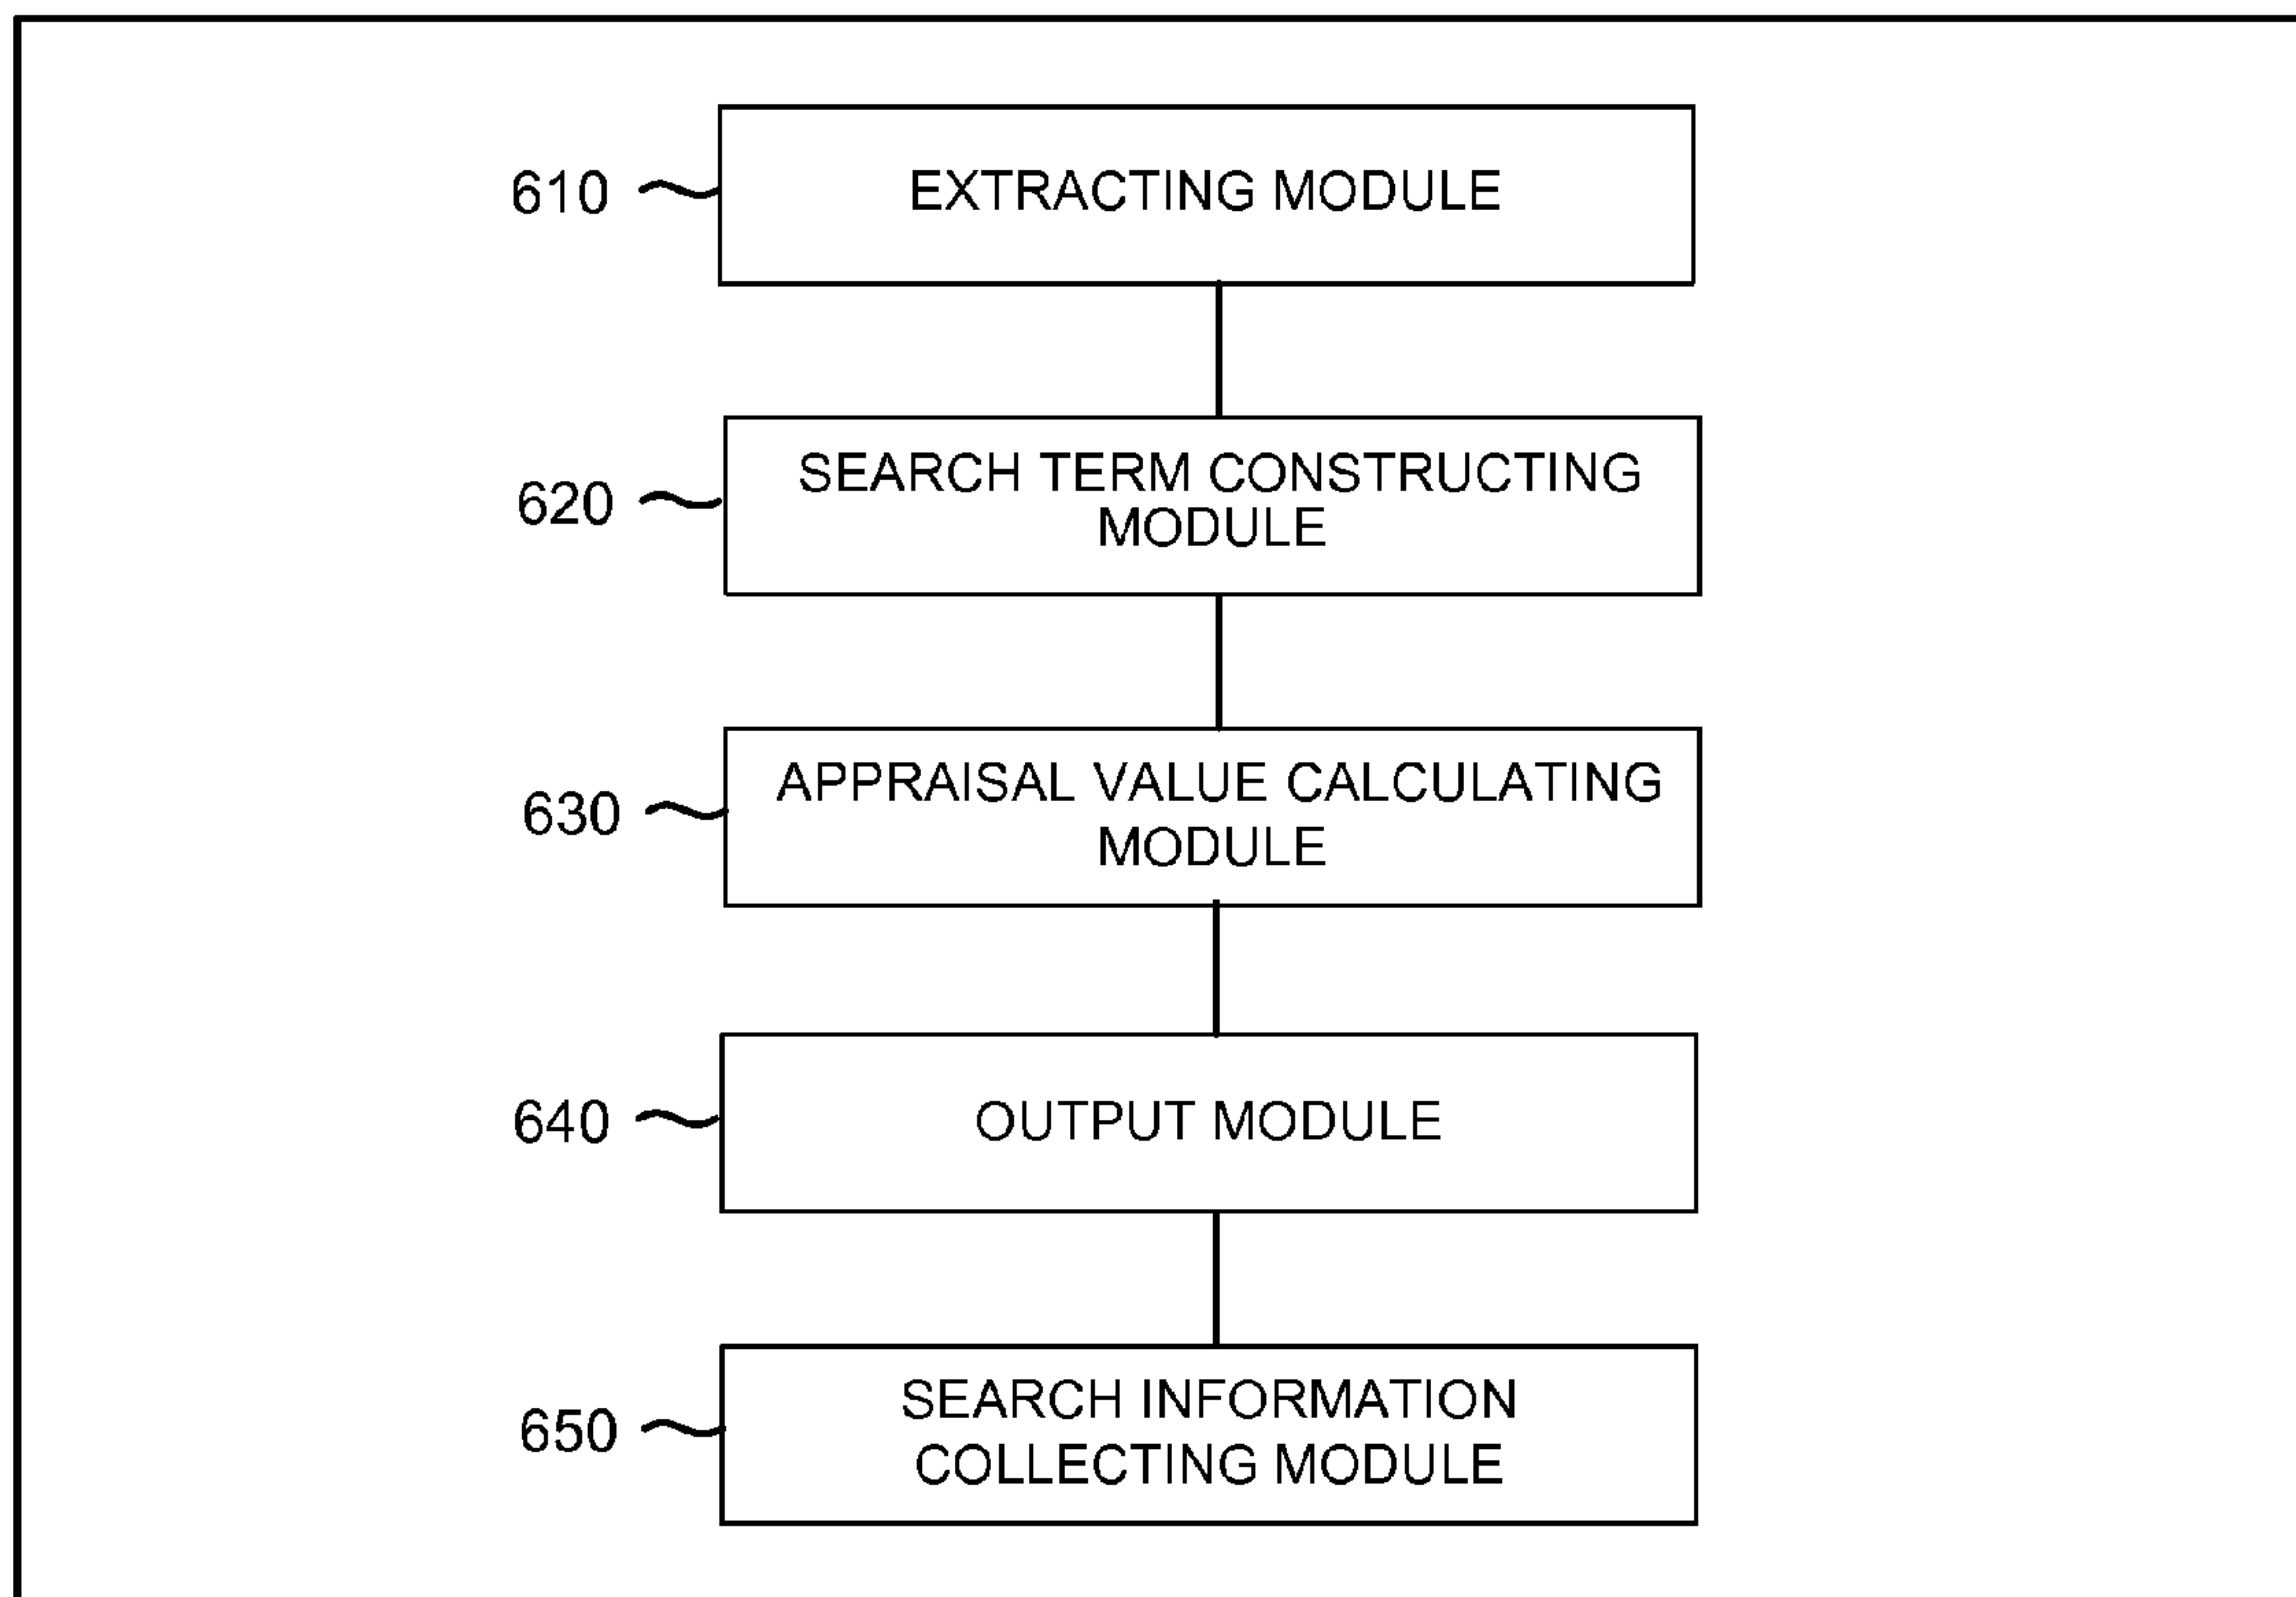 610
EXTRACTING MODULE
620
SEARCH TERM CONSTRUCTING
MODULE
630
APPRAISAL VALUE CALCULATING
MODULE
640
OUTPUT MODULE
650
SEARCH INFORMATION
COLLECTING MODULE